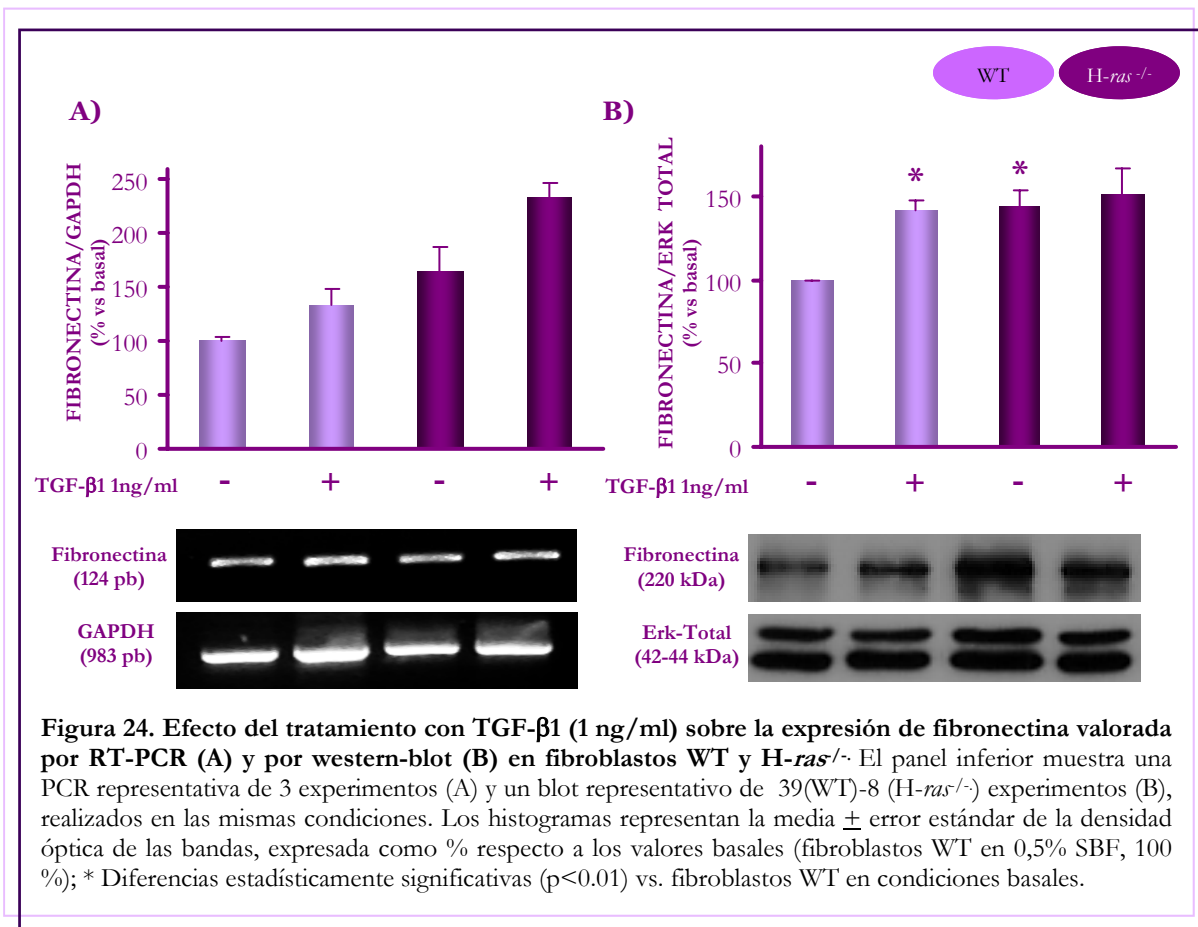 WT
H-ras -/-
A)
FIBRONECTINA/GAPDH
(% vs basal)
250
200
150
100
50
0
TGF-β1 1ng/ml - + - +
Fibronectina
(124 pb)
GAPDH
(983 pb)
B)
FIBRONECTINA/ERK TOTAL
(% vs basal)
* *
150
100
50
0
TGF-β1 1ng/ml - + - +
Fibronectina
(220 kDa)
Erk-Total
(42-44 kDa)
Figura 24. Efecto del tratamiento con TGF-β1 (1 ng/ml) sobre la expresión de fibronectina valorada
por RT-PCR (A) y por western-blot (B) en fibroblastos WT y H-ras-/-. El panel inferior muestra una
PCR representativa de 3 experimentos (A) y un blot representativo de 39(WT)-8 (H-ras-/-.) experimentos (B),
realizados en las mismas condiciones. Los histogramas representan la media + error estándar de la densidad
óptica de las bandas, expresada como % respecto a los valores basales (fibroblastos WT en 0,5% SBF, 100
%); * Diferencias estadísticamente significativas (p<0.01) vs. fibroblastos WT en condiciones basales.